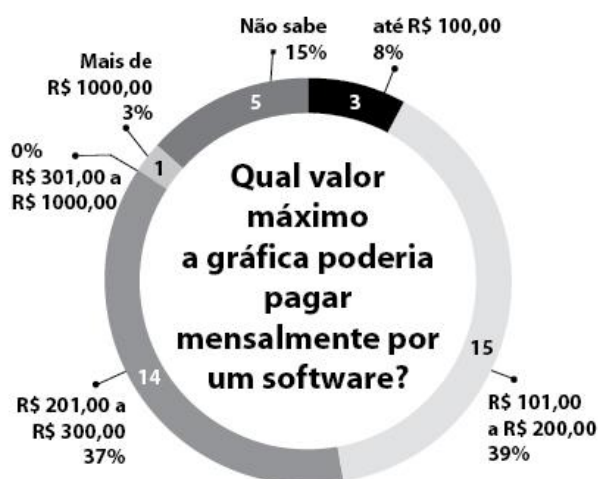 Não sabe
15%
5
até R$ 100,00
8%
3
Mais de
R$ 1000,00
3%
1
0%
R$ 301,00 a
R$ 1000,00
Qual valor
máximo
a gráfica poderia
pagar
mensalmente por
um software?
15
R$ 101,00
a R$ 200,00
39%
14
R$ 201,00 a
R$ 300,00
37%